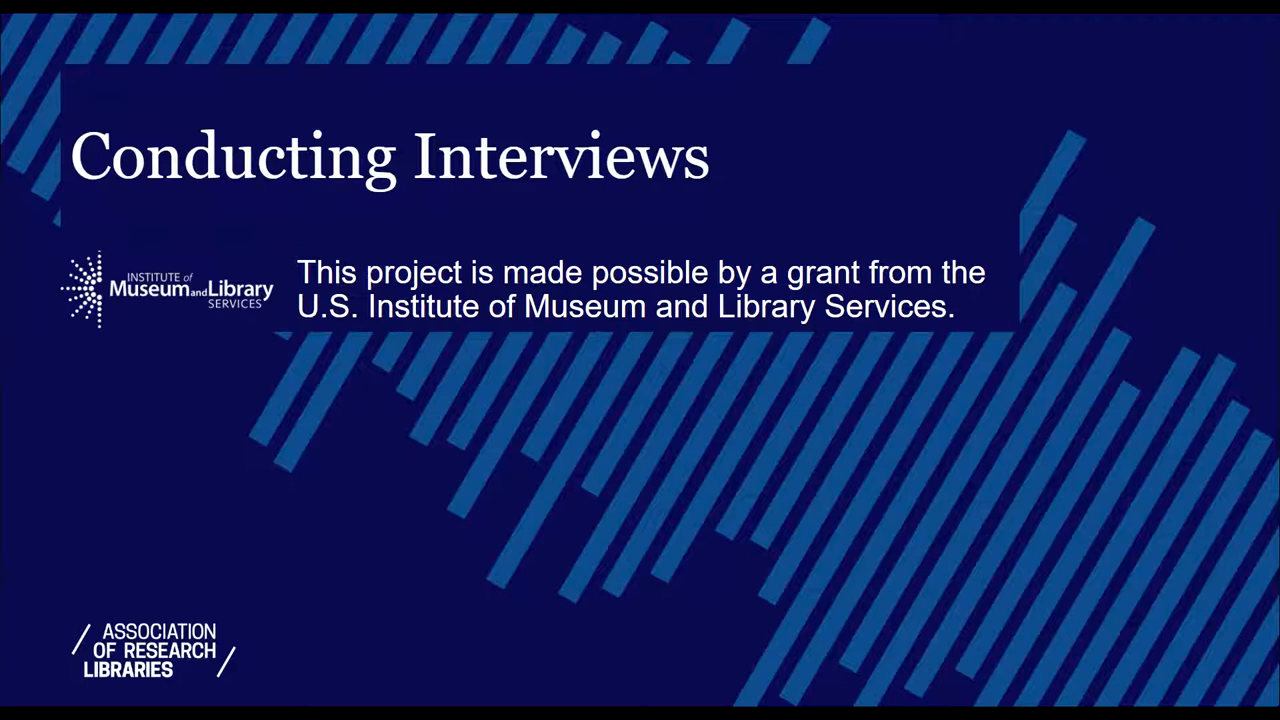 Conducting Interviews
INSTITUTE of
Museum and Library
SERVICES
This project is made possible by a grant from the
U.S. Institute of Museum and Library Services.
ASSOCIATION
OF RESEARCH
LIBRARIES